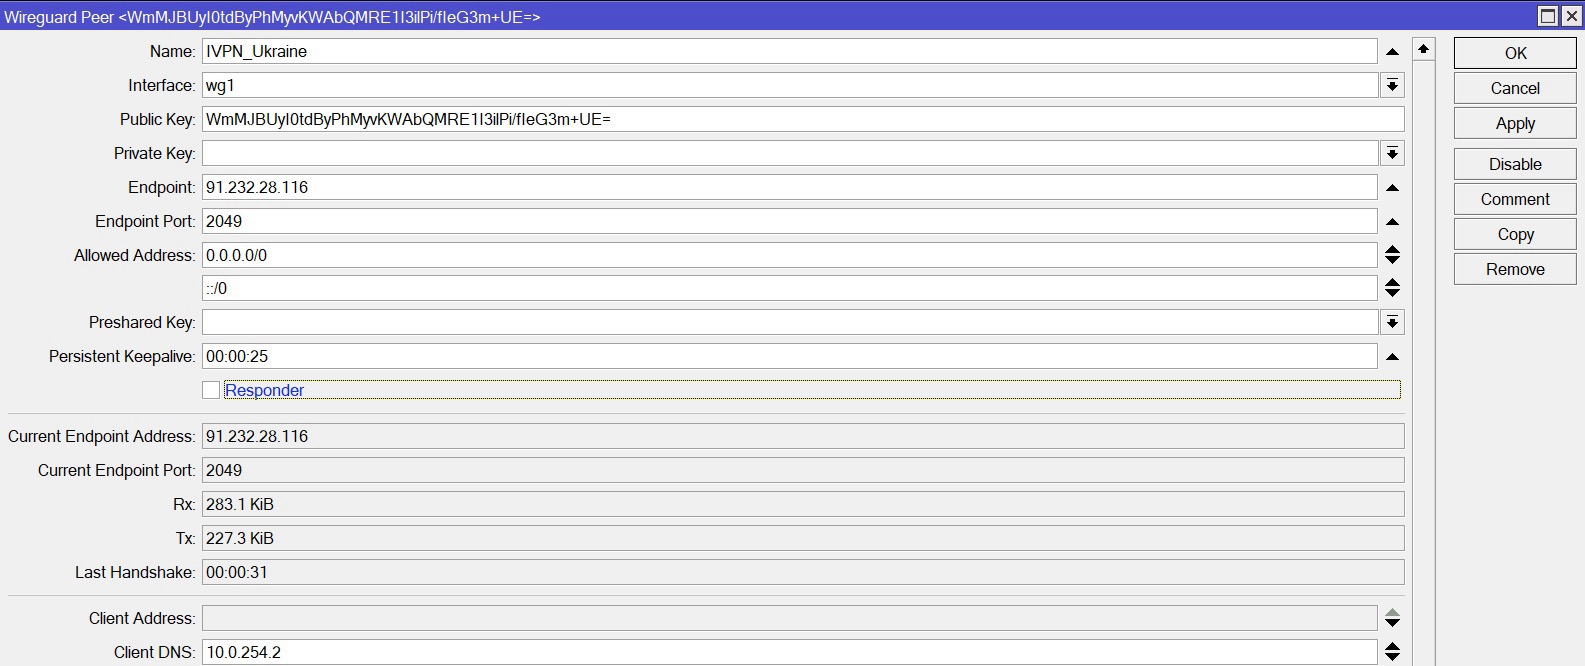 Wireguard Peer <WmMJBUyI0tdByPhMyvKWAbQMRE1I3ilPi/fIeG3m+UE=>
Name: IVPN_Ukraine
Interface: wg1
Public Key: WmMJBUyI0tdByPhMyvKWAbQMRE1I3ilPi/fIeG3m+UE=
Private Key:
Endpoint: 91.232.28.116
Endpoint Port: 2049
Allowed Address: 0.0.0.0/0
::/0
Preshared Key:
Persistent Keepalive: 00:00:25
Responder
Current Endpoint Address: 91.232.28.116
Current Endpoint Port: 2049
Rx: 283.1 KiB
Tx: 227.3 KiB
Last Handshake: 00:00:31
Client Address:
Client DNS: 10.0.254.2
OK
Cancel
Apply
Disable
Comment
Copy
Remove